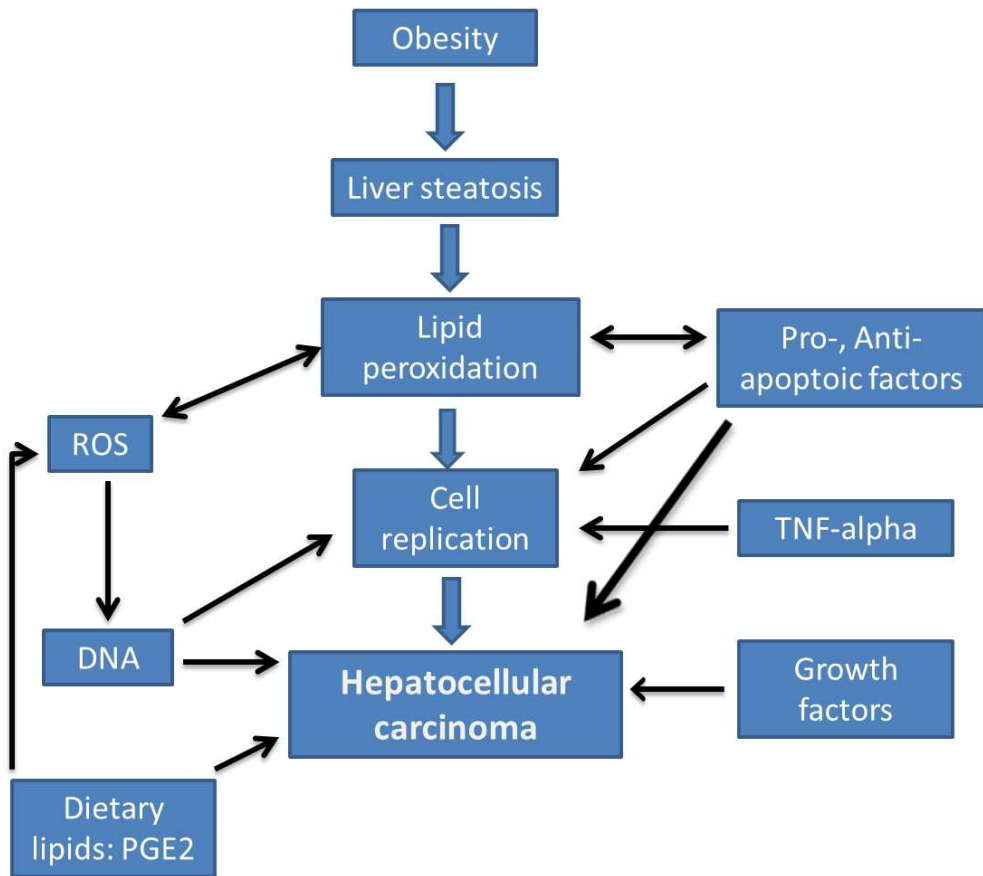 Obesity
Liver steatosis
Lipid
peroxidation
Pro-, Anti-
apoptoic factors
ROS
Cell
replication
TNF-alpha
DNA
Hepatocellular
carcinoma
Growth
factors
Dietary
lipids: PGE2